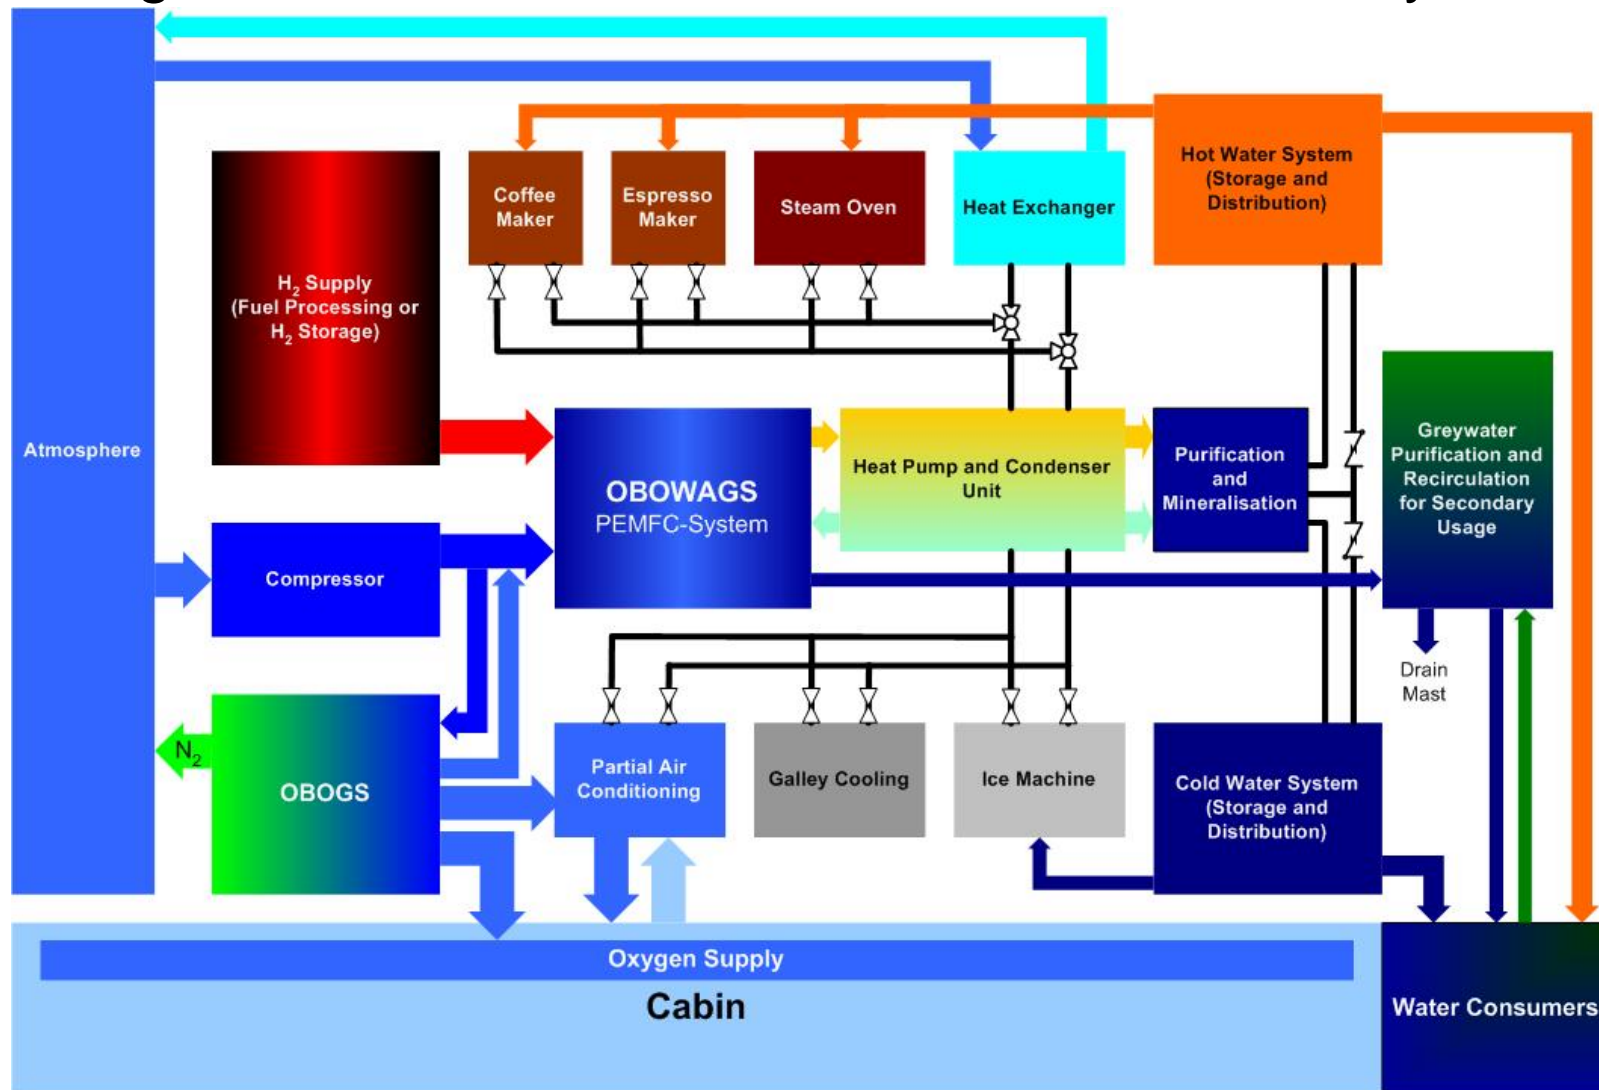 Hot Water System
(Storage and
Distribution)
Coffee
Maker
Espresso
Maker
Steam Oven
Heat Exchanger
H2 Supply
(Fuel Processing or
H2 Storage)
Atmosphere
OBOWAGS
PEMFC-System
Heat Pump and Condenser
Unit
Purification
and
Mineralisation
Greywater
Purification and
Recirculation
for Secondary
Usage
Compressor
Drain
Mast
N2
OBOGS
Partial Air
Conditioning
Galley Cooling
Ice Machine
Cold Water System
(Storage and
Distribution)
Oxygen Supply
Cabin
Water Consumers